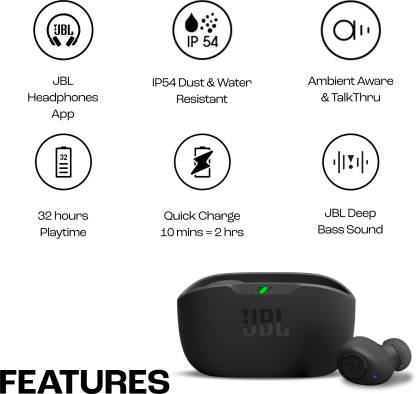 JBL
IP 54
JBL
Headphones
App
IP54 Dust & Water
Resistant
Ambient Aware
& TalkThru
32
32 hours
Playtime
Quick Charge
10 mins = 2 hrs
JBL Deep
Bass Sound
JBL
FEATURES